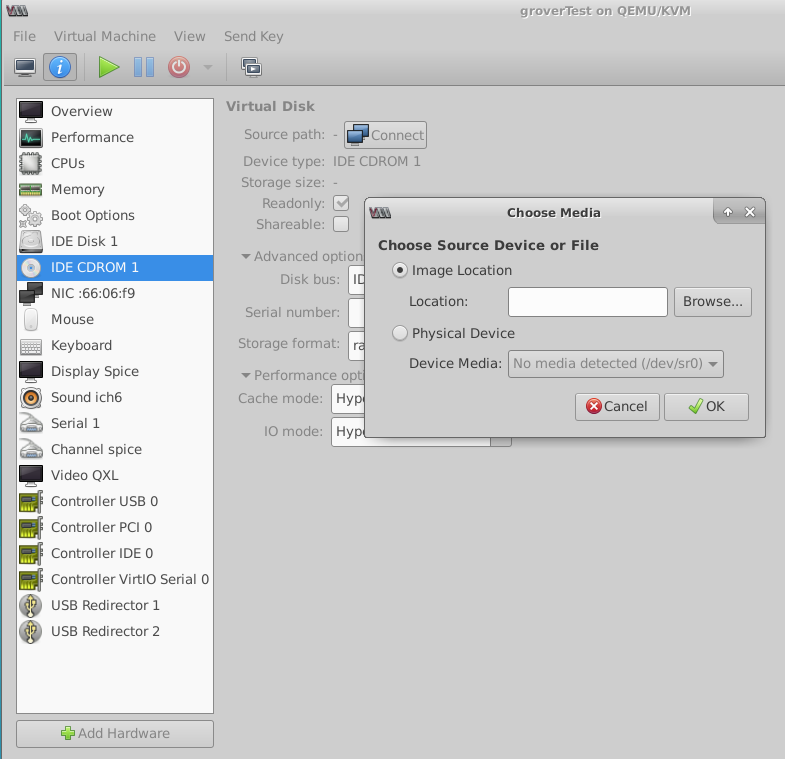 groverTest on QEMU/KVM
File Virtual Machine View Send Key
Overview
Performance
CPUs
Memory
Boot Options
IDE Disk 1
IDE CDROM 1
NIC :66:06:f9
Mouse
Keyboard
Display Spice
Sound ich6
Serial 1
Channel spice
Video QXL
Controller USB 0
Controller PCI 0
Controller IDE 0
Controller VirtIO Serial 0
USB Redirector 1
USB Redirector 2
Add Hardware
Virtual Disk
Source path: - Connect
Device type: IDE CDROM 1
Storage size: -
Readonly:
Shareable:
Advanced option
Disk bus: ID
Serial number:
Storage format: ra
Performance opti
Cache mode: Hype
IO mode: Hype
Choose Media
Choose Source Device or File
Image Location
Location: Browse...
Physical Device
Device Media: No media detected (/dev/sr0)
Cancel OK